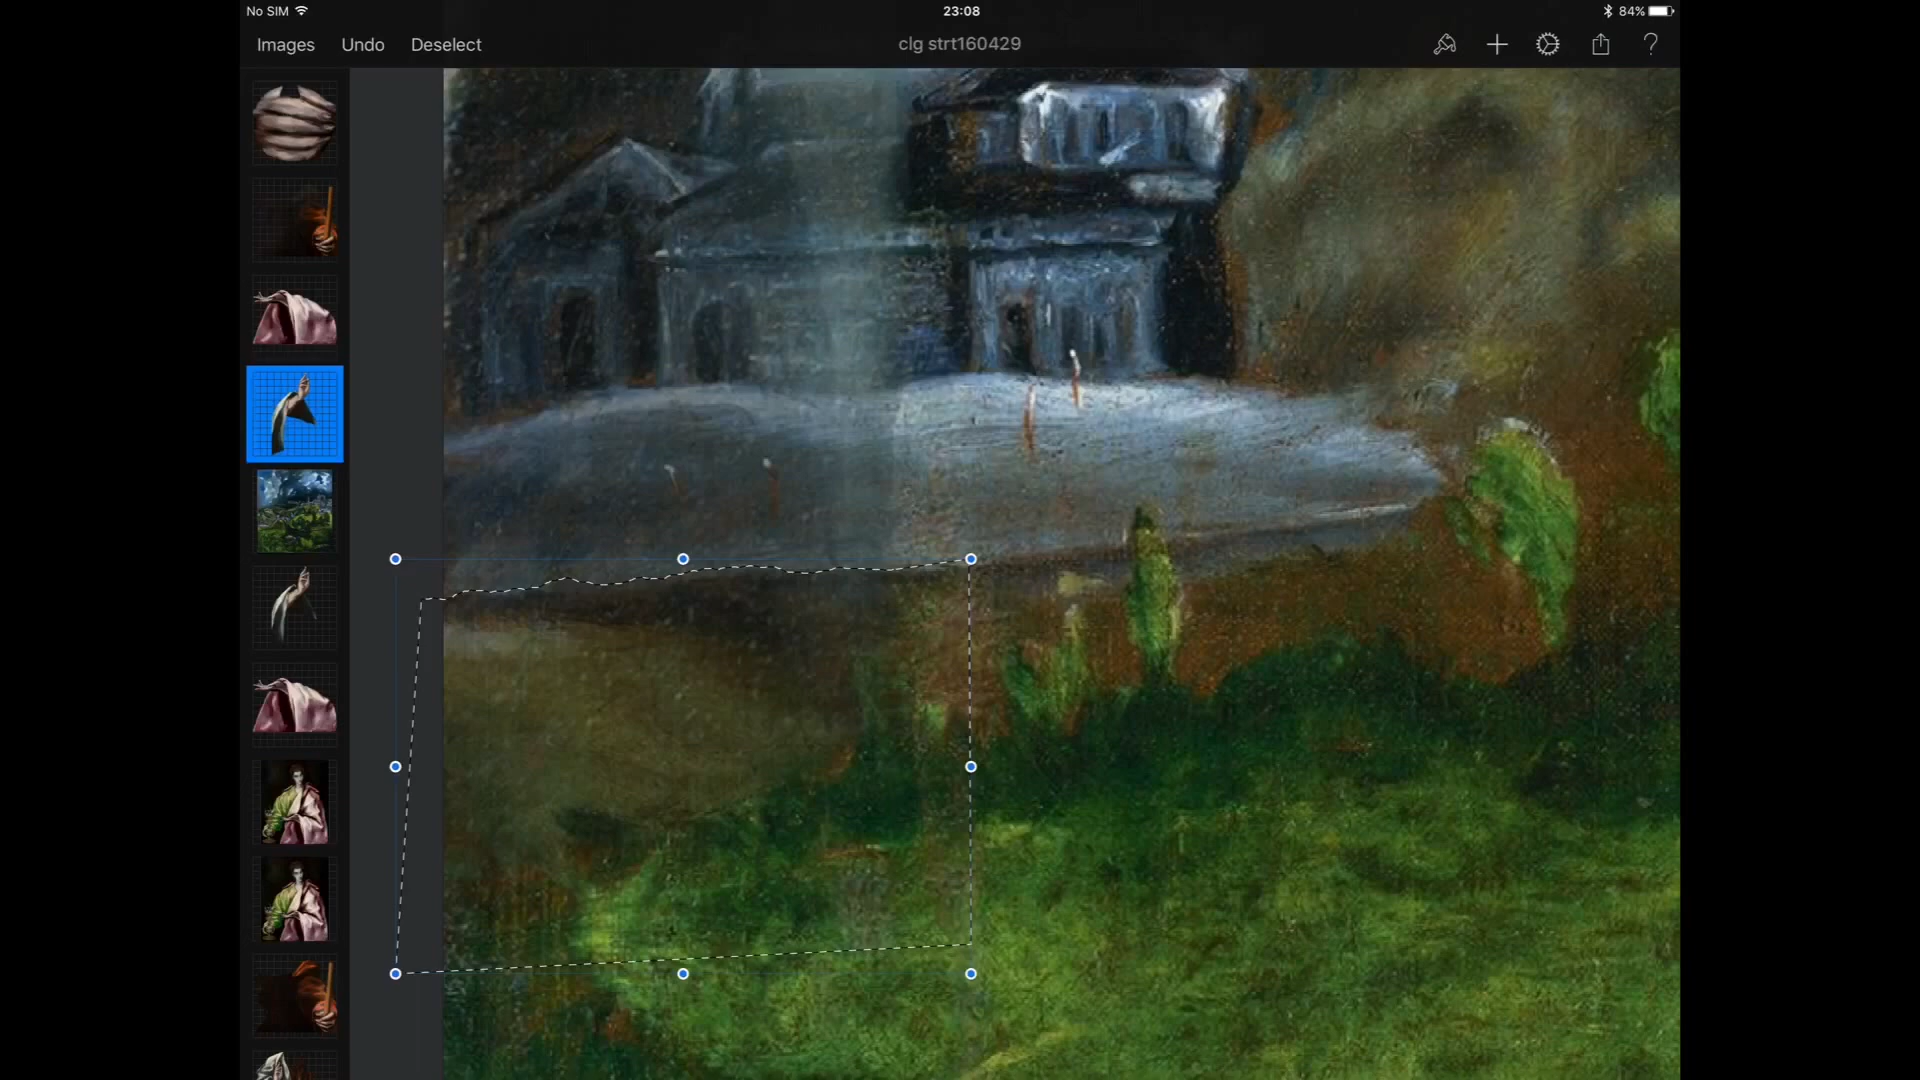 No SIM
23:08
84%
Images
Undo
Deselect
clg strt160429
?